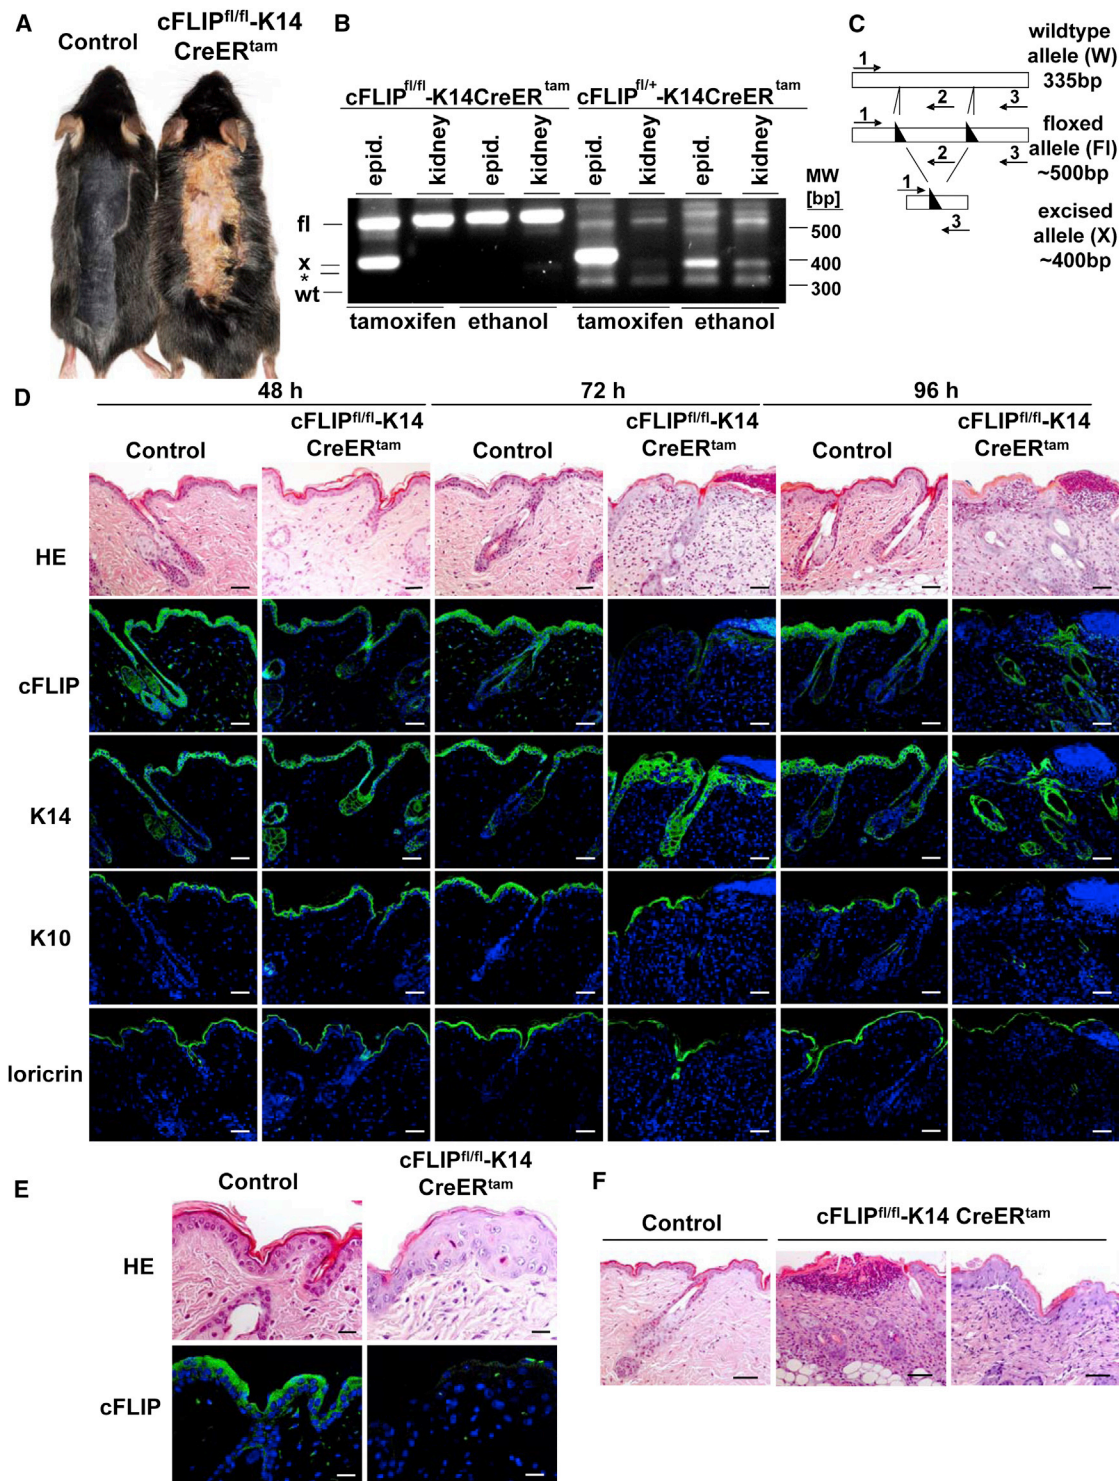 A
Control
cFLIPfl/fl-K14
CreERtam
B
cFLIPfl/fl-K14CreERtam
cFLIPfl/+-K14CreERtam
epid.
kidney
epid.
kidney
epid.
kidney
epid.
kidney
MW
[bp]
fl
x
*
wt
500
400
300
tamoxifen
ethanol
tamoxifen
ethanol
C
1
2
3
wildtype
allele (W)
335bp
1
2
3
floxed
allele (Fl)
~500bp
1
3
excised
allele (X)
~400bp
D
48 h
72 h
96 h
Control
cFLIPfl/fl-K14
CreERtam
Control
cFLIPfl/fl-K14
CreERtam
Control
cFLIPfl/fl-K14
CreERtam
HE
cFLIP
K14
K10
loricrin
E
Control
cFLIPfl/fl-K14
CreERtam
HE
cFLIP
F
Control
cFLIPfl/fl-K14 CreERtam